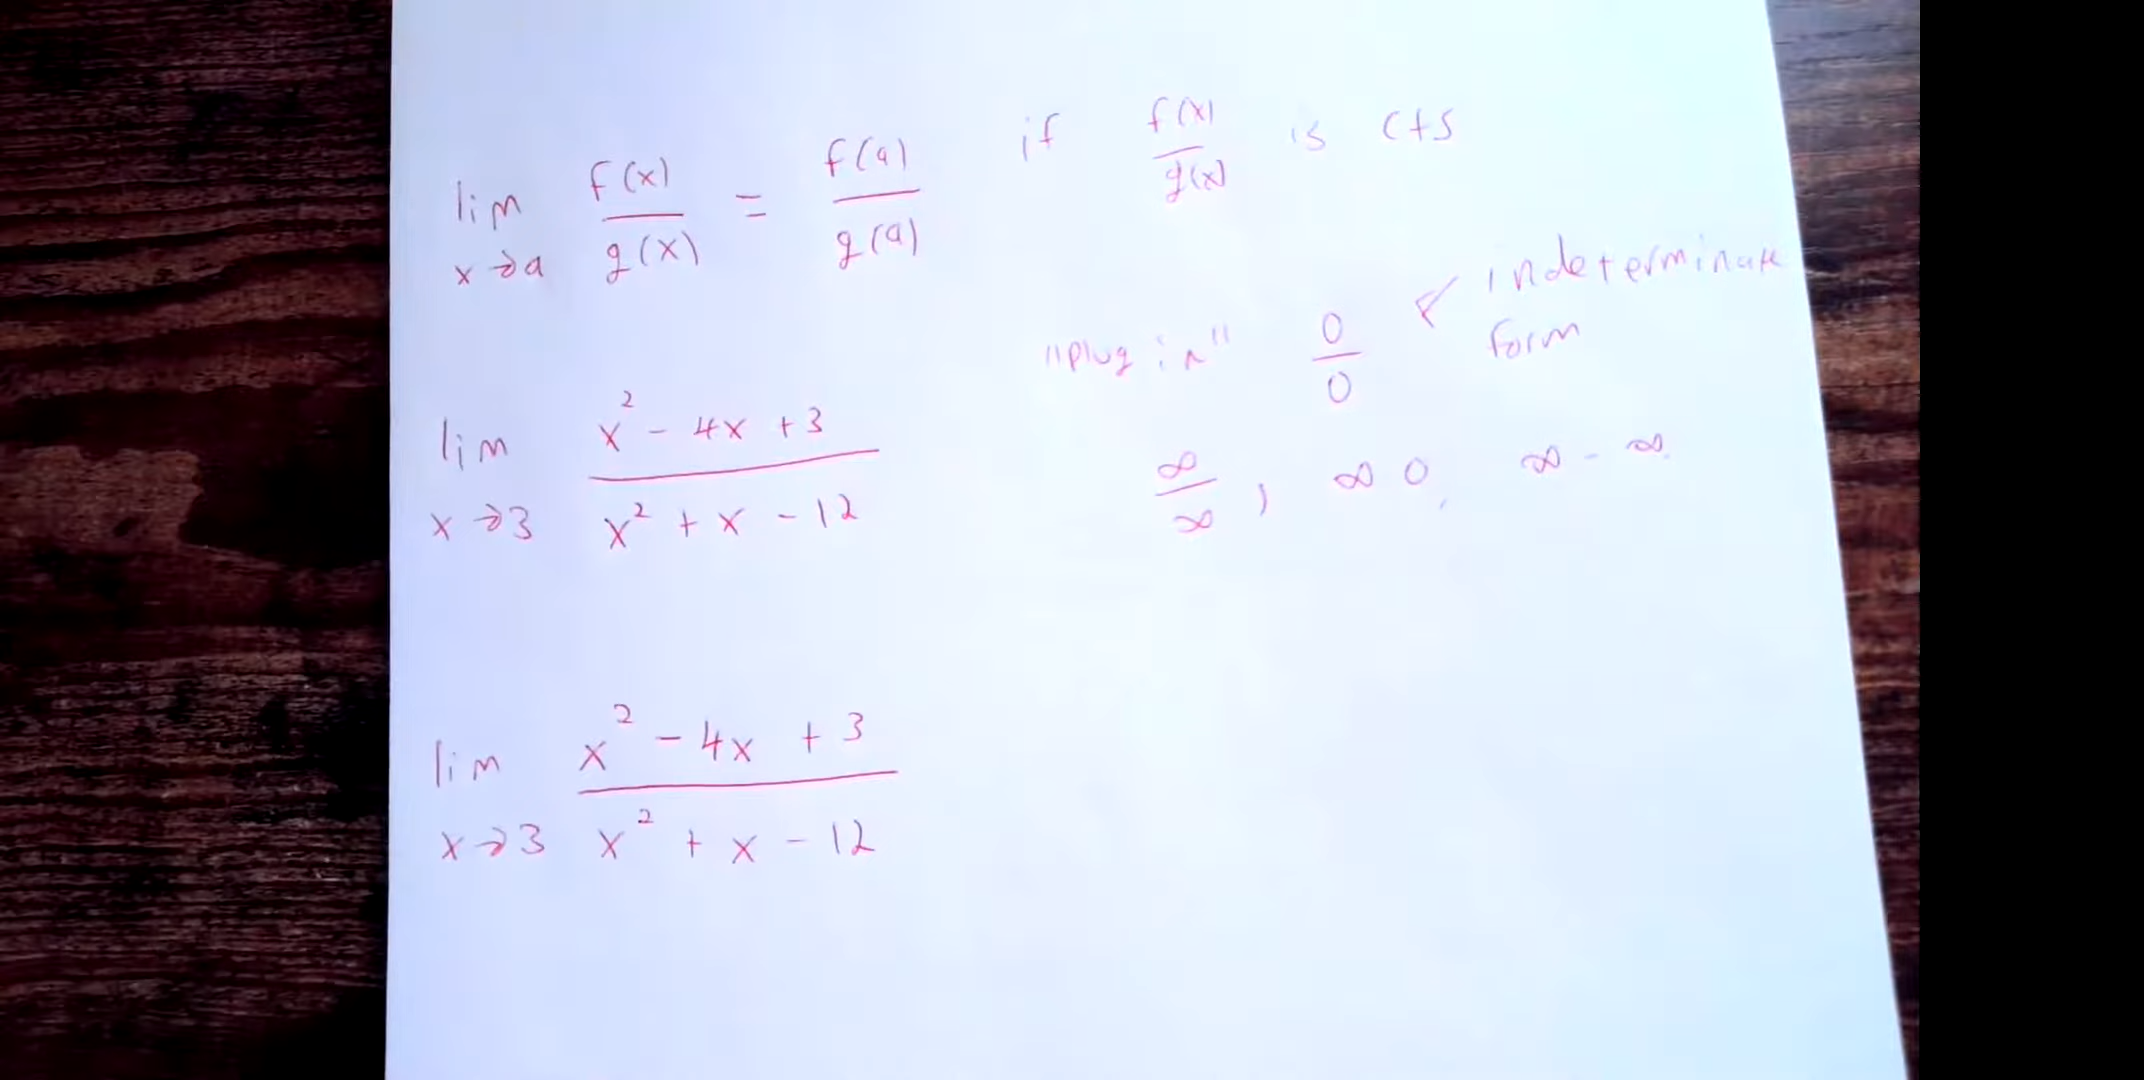 lim x→a f(x)/g(x) = f(a)/g(a) if f(x)/g(x) is cts
"plug in" 0/0 ← indeterminate form
lim x→3 (x² - 4x + 3)/(x² + x - 12)
∞/∞, ∞ 0, ∞ - ∞.
lim x→3 (x² - 4x + 3)/(x² + x - 12)